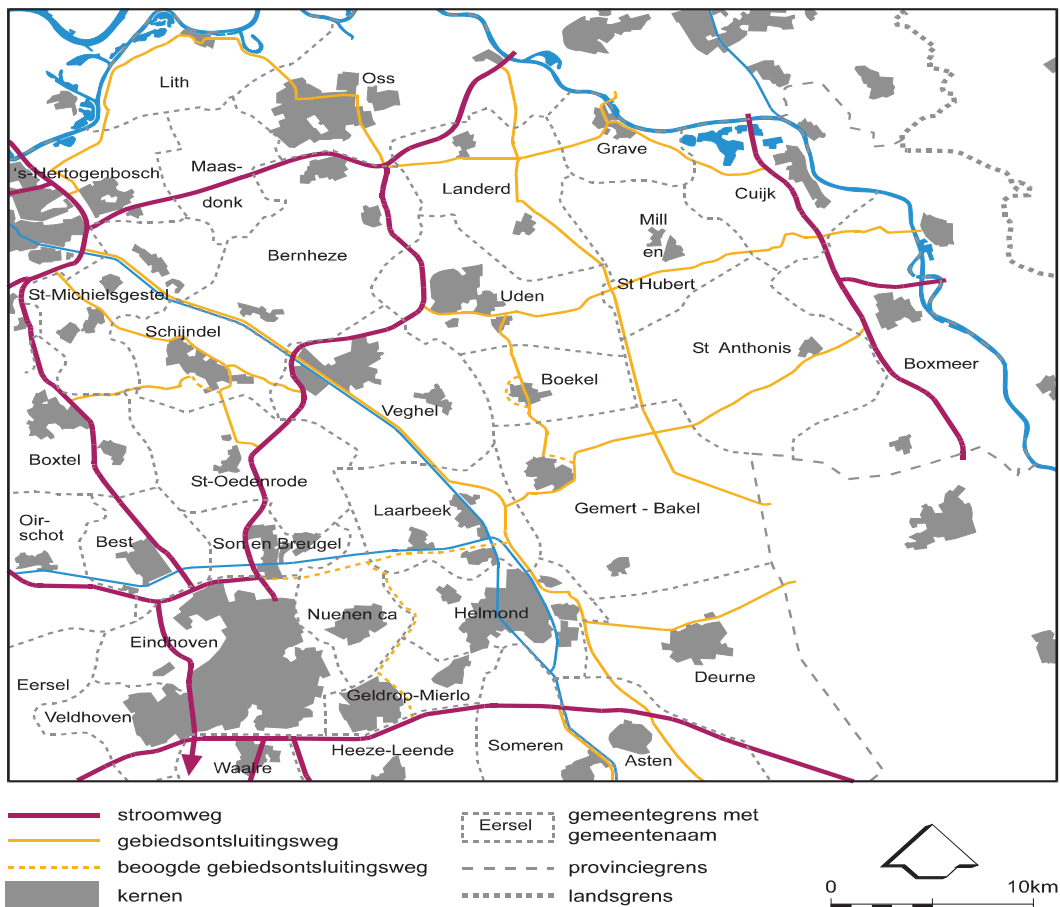 Lith
Oss
's-Hertogenbosch
Maas-
donk
Grave
Landerd
Cuijk
Mill
en
St Hubert
Bernheze
St-Michielsgestel
Uden
Schijndel
St Anthonis
Boxmeer
Boekel
Veghel
Boxtel
St-Oedenrode
Laarbeek
Gemert - Bakel
Oir-
schot
Best
Son en Breugel
Nuenen ca
Helmond
Eindhoven
Deurne
Eersel
Geldrop-Mierlo
Veldhoven
Heeze-Leende
Someren
Asten
Waalre
stroomweg
gebiedsontsluitingsweg
beoogde gebiedsontsluitingsweg
kernen
Eersel
gemeentegrens met
gemeentenaam
provinciegrens
landsgrens
0 10km